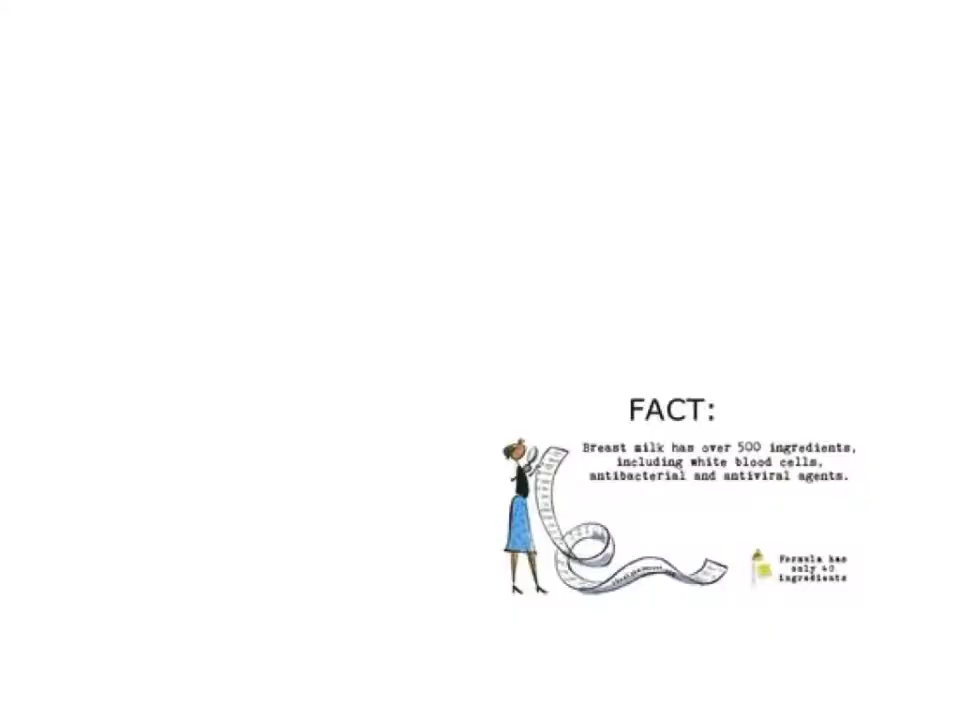 FACT:
Breast milk has over 500 ingredients,
including white blood cells,
antibacterial and antiviral agents.
Formula has
only 40
ingredients